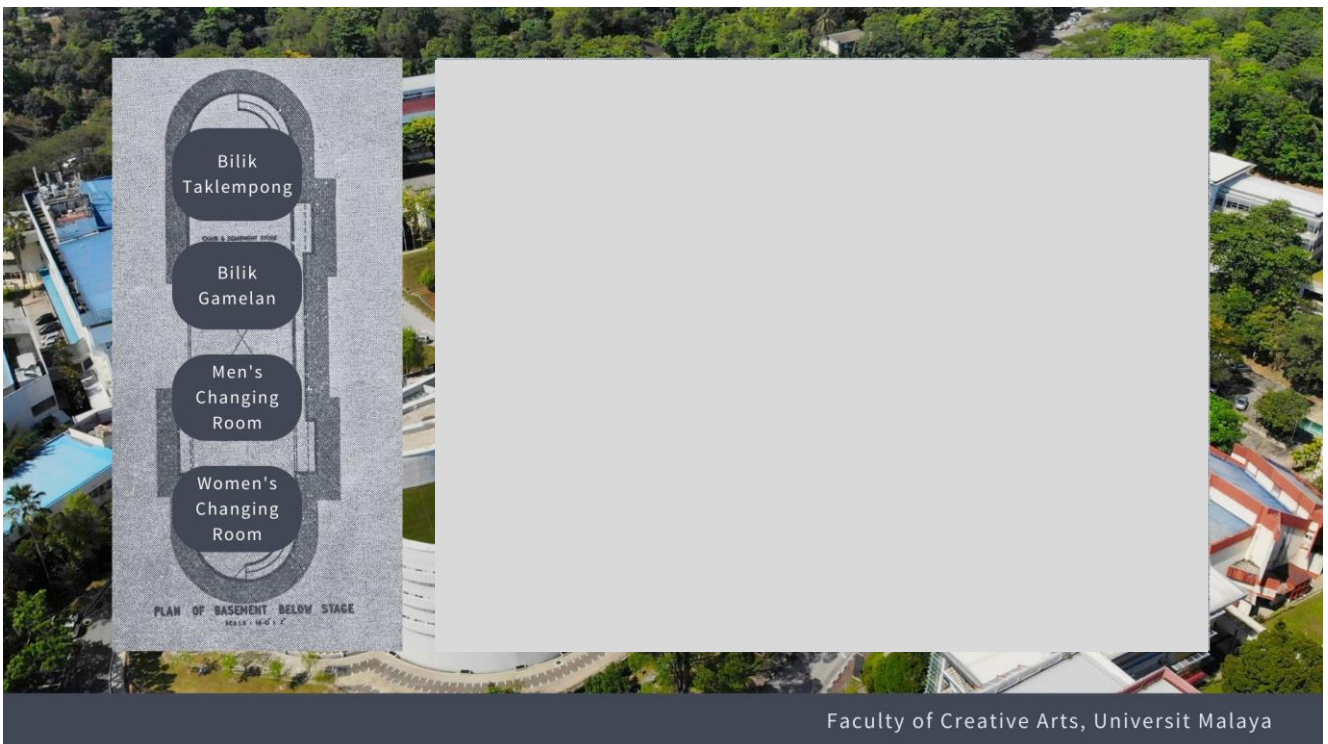 Bilik
Taklempong
Bilik
Gamelan
Men's
Changing
Room
Women's
Changing
Room
PLAN OF BASEMENT BELOW STAGE
Faculty of Creative Arts, Universit Malaya